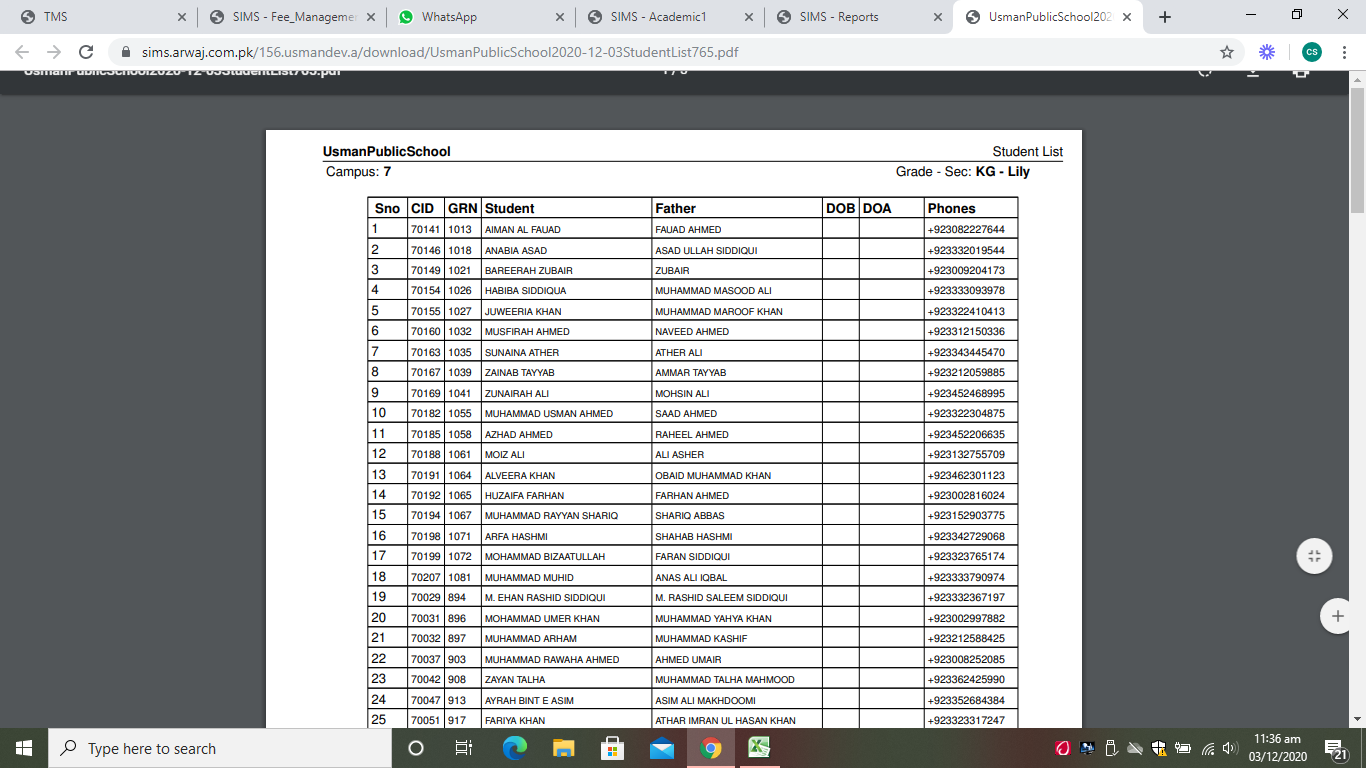 TMS
SIMS - Fee_Managemen
WhatsApp
SIMS - Academic1
SIMS - Reports
UsmanPublicSchool202
sims.arwaj.com.pk/156.usmandev.a/download/UsmanPublicSchool2020-12-03StudentList765.pdf
CS
UsmanPublicSchool2020-12-03StudentList765.pdf
UsmanPublicSchool Student List
Campus: 7 Grade - Sec: KG - Lily
Sno CID GRN Student Father DOB DOA Phones
1 70141 1013 AIMAN AL FAUAD FAUAD AHMED +923082227644
2 70146 1018 ANABIA ASAD ASAD ULLAH SIDDIQUI +923332019544
3 70149 1021 BAREERAH ZUBAIR ZUBAIR +923009204173
4 70154 1026 HABIBA SIDDIQUA MUHAMMAD MASOOD ALI +923333093978
5 70155 1027 JUWEERIA KHAN MUHAMMAD MAROOF KHAN +923322410413
6 70160 1032 MUSFIRAH AHMED NAVEED AHMED +923312150336
7 70163 1035 SUNAINA ATHER ATHER ALI +923343445470
8 70167 1039 ZAINAB TAYYAB AMMAR TAYYAB +923212059885
9 70169 1041 ZUNAIRAH ALI MOHSIN ALI +923452468995
10 70182 1055 MUHAMMAD USMAN AHMED SAAD AHMED +923322304875
11 70185 1058 AZHAD AHMED RAHEEL AHMED +923452206635
12 70188 1061 MOIZ ALI ALI ASHER +923132755709
13 70191 1064 ALVEERA KHAN OBAID MUHAMMAD KHAN +923462301123
14 70192 1065 HUZAIFA FARHAN FARHAN AHMED +923002816024
15 70194 1067 MUHAMMAD RAYYAN SHARIQ SHARIQ ABBAS +923152903775
16 70198 1071 ARFA HASHMI SHAHAB HASHMI +923342729068
17 70199 1072 MOHAMMAD BIZAATULLAH FARAN SIDDIQUI +923323765174
18 70207 1081 MUHAMMAD MUHID ANAS ALI IQBAL +923333790974
19 70029 894 M. EHAN RASHID SIDDIQUI M. RASHID SALEEM SIDDIQUI +923332367197
20 70031 896 MOHAMMAD UMER KHAN MUHAMMAD YAHYA KHAN +923002997882
21 70032 897 MUHAMMAD ARHAM MUHAMMAD KASHIF +923212588425
22 70037 903 MUHAMMAD RAWAHA AHMED AHMED UMAIR +923008252085
23 70042 908 ZAYAN TALHA MUHAMMAD TALHA MAHMOOD +923362425990
24 70047 913 AYRAH BINT E ASIM ASIM ALI MAKHDOOMI +923352684384
25 70051 917 FARIYA KHAN ATHAR IMRAN UL HASAN KHAN +923323317247
Type here to search
11:36 am
03/12/2020
21